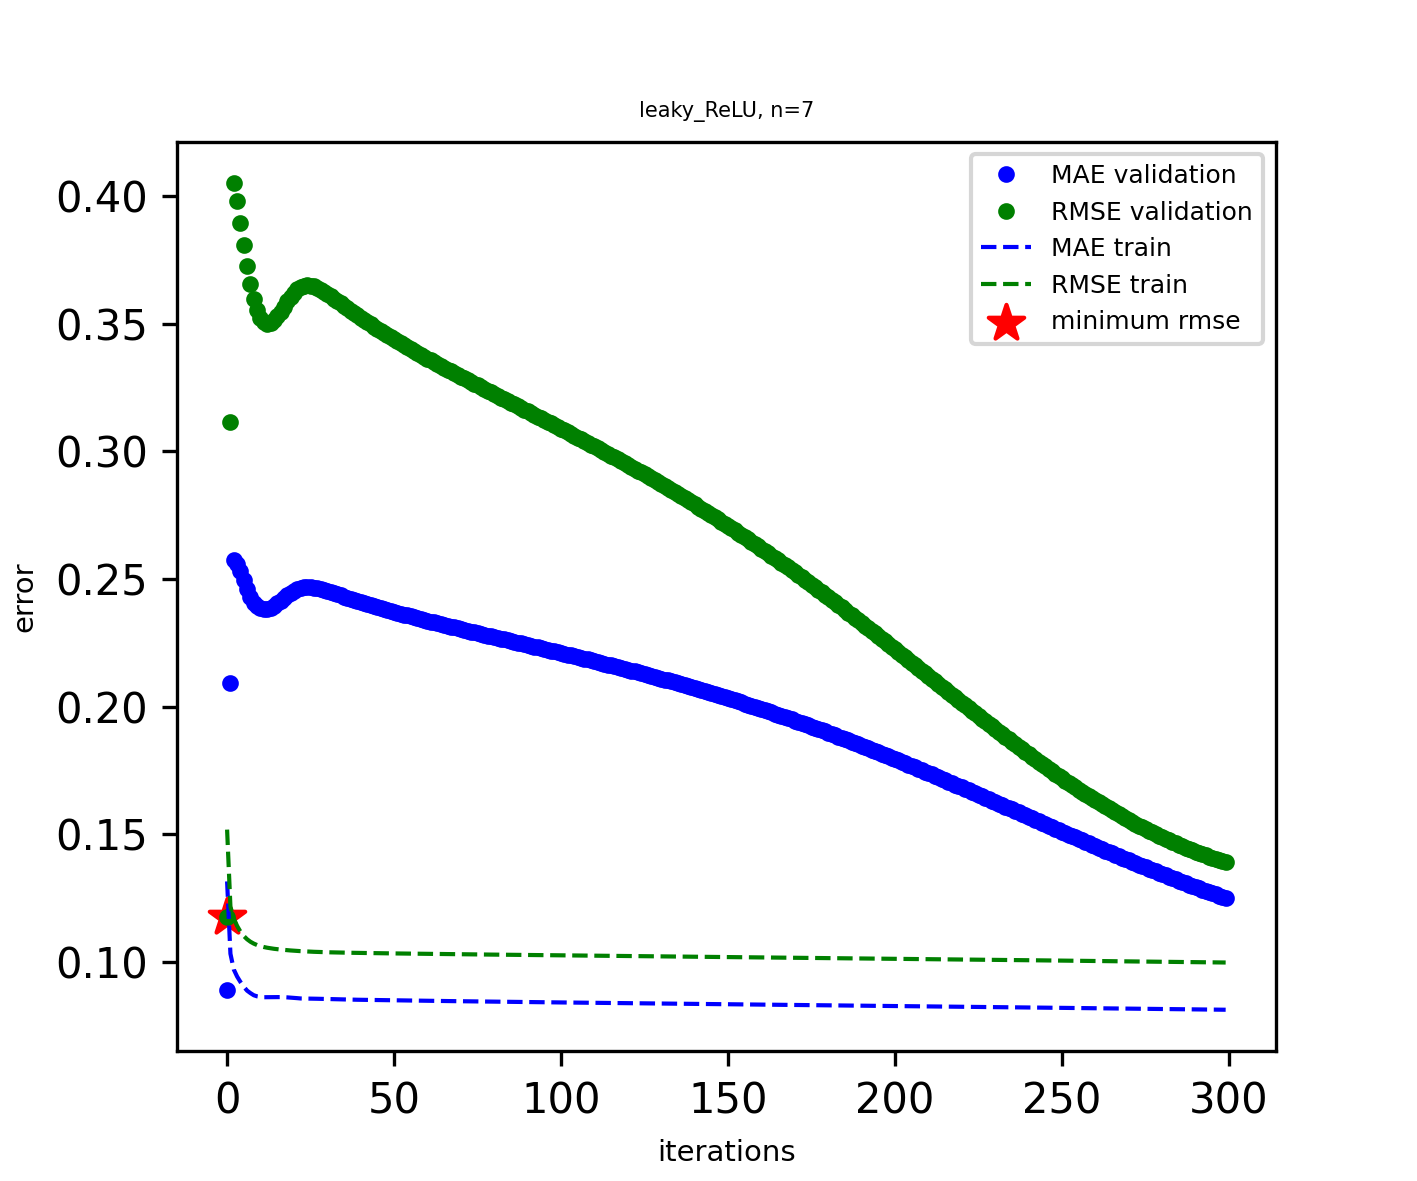 leaky_ReLU, n=7
MAE validation
RMSE validation
MAE train
RMSE train
minimum rmse
0.40
0.35
0.30
0.25
0.20
0.15
0.10
error
0 50 100 150 200 250 300
iterations